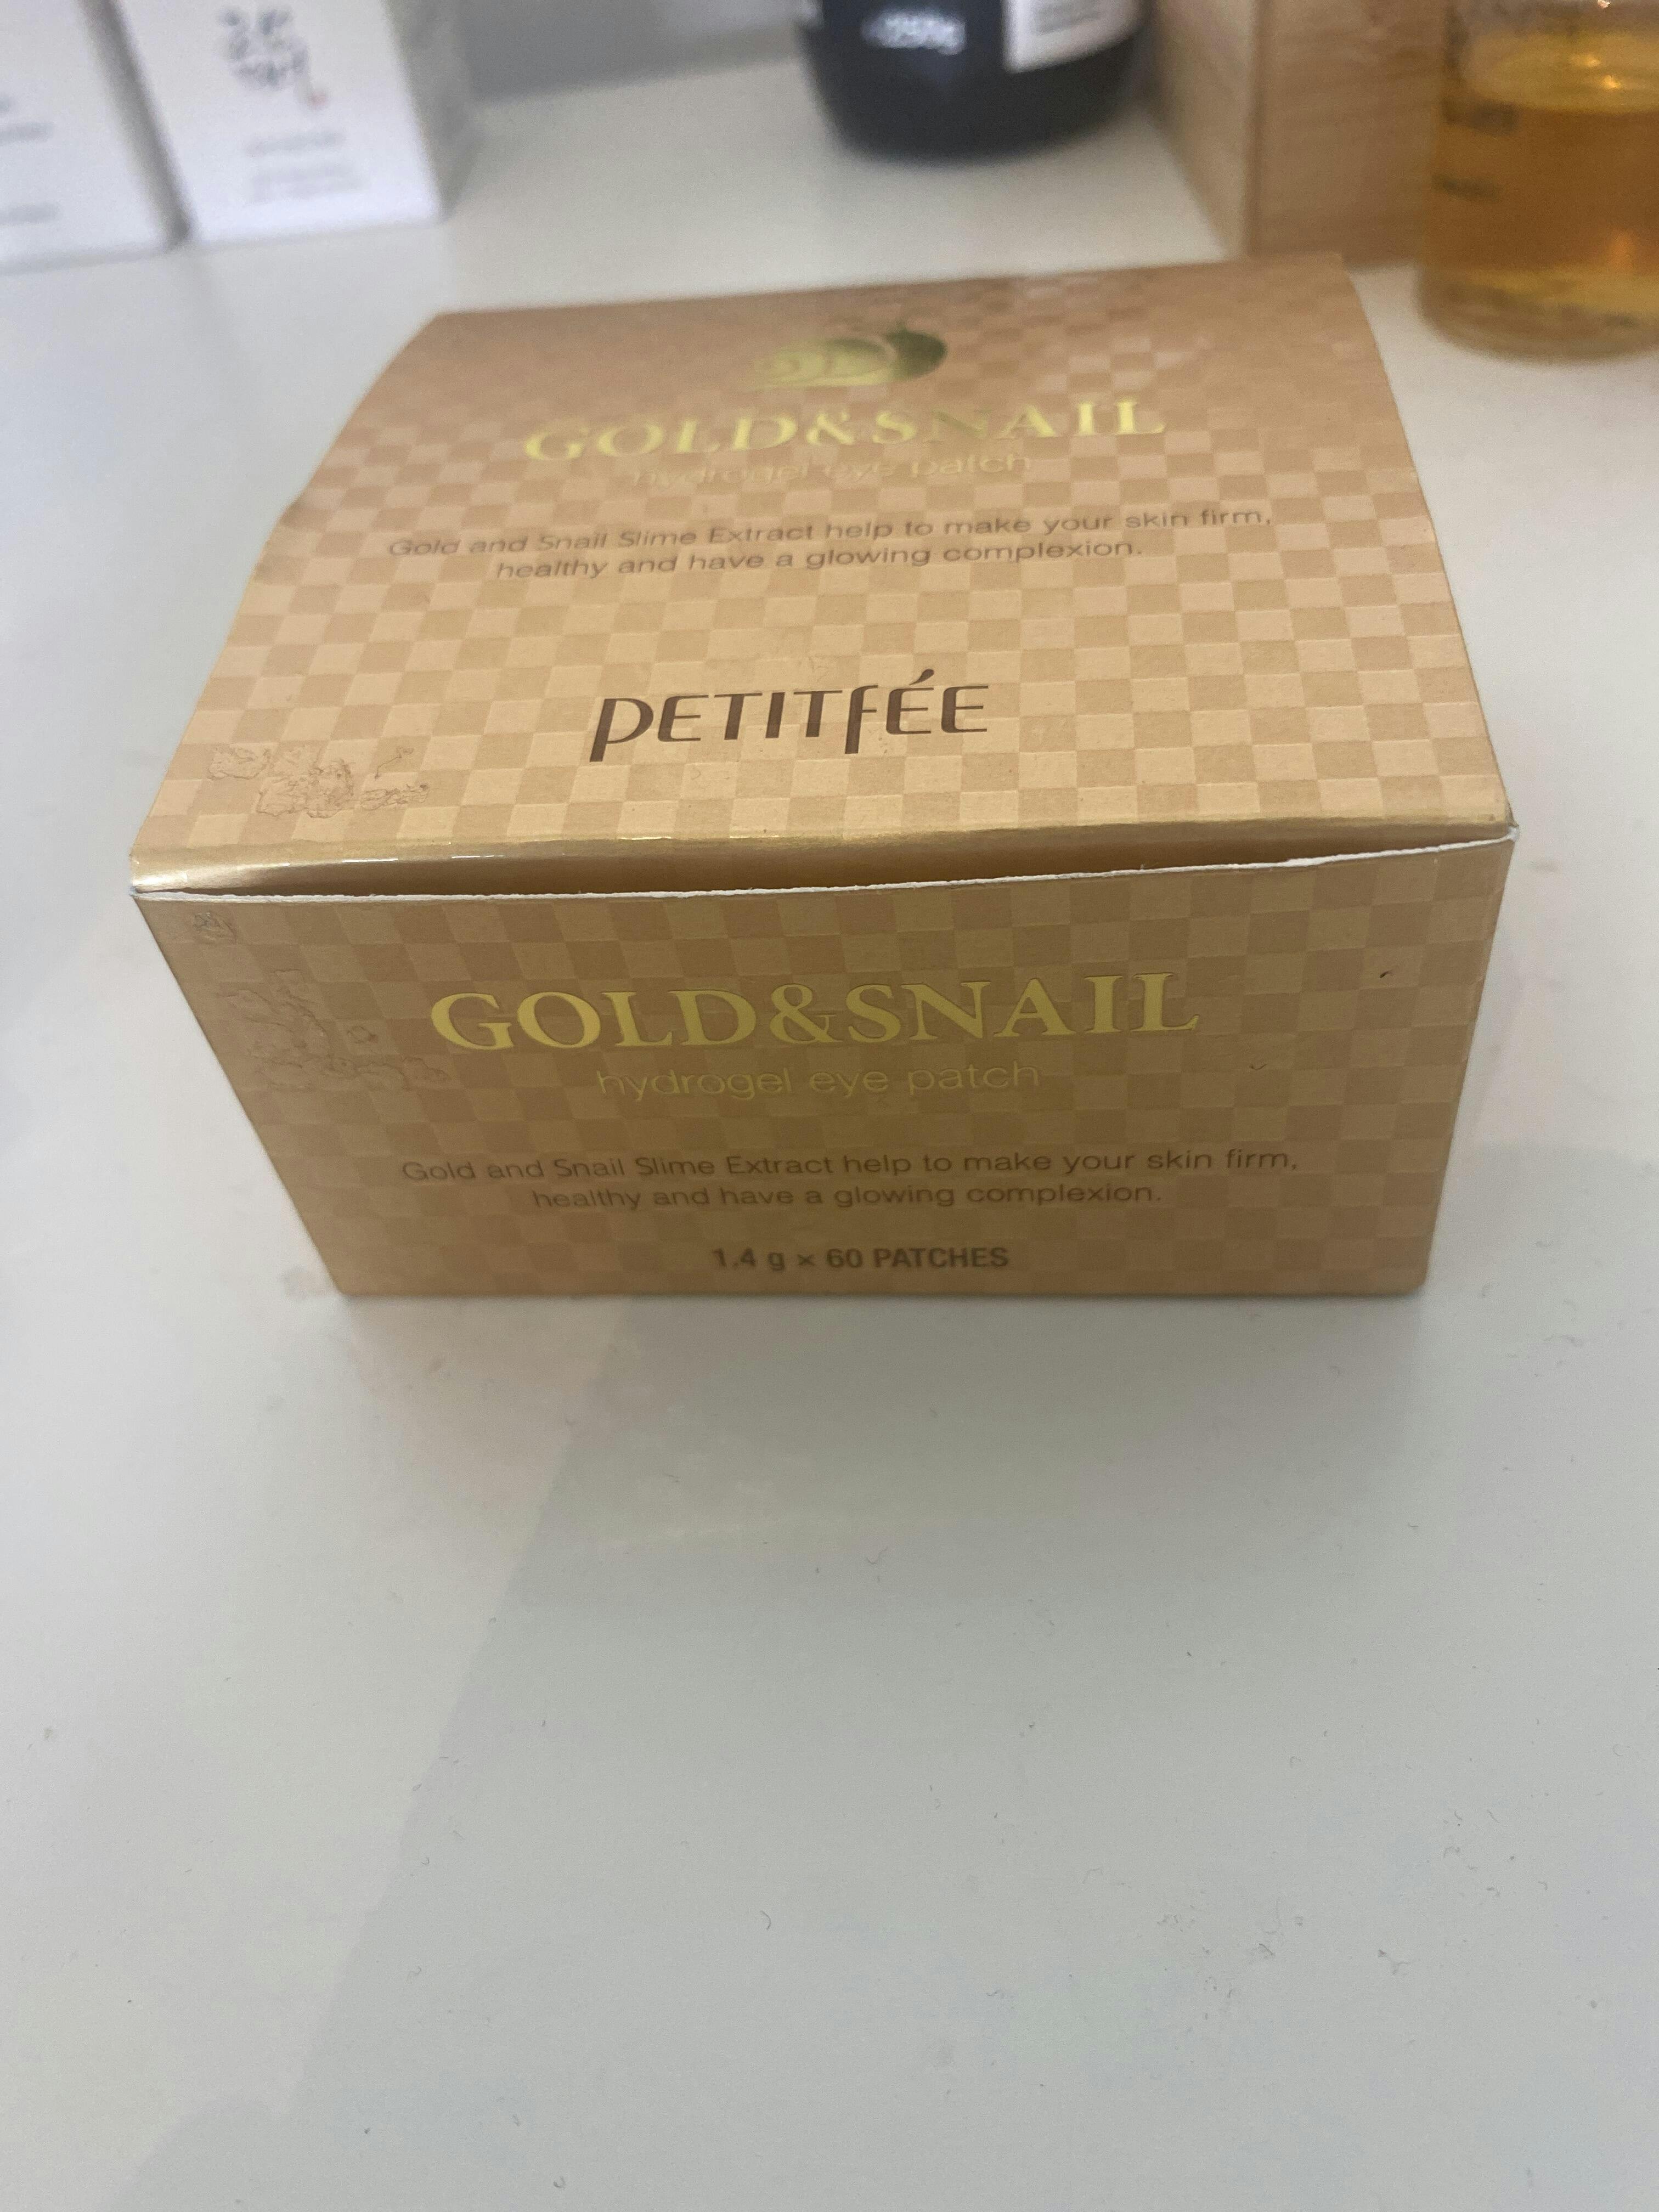 250g
GOLD&SNAIL
hydrogel eye patch
Gold and Snail Slime Extract help to make your skin firm,
healthy and have a glowing complexion.
PETITFÉE
GOLD&SNAIL
hydrogel eye patch
Gold and Snail Slime Extract help to make your skin firm,
healthy and have a glowing complexion.
1.4 g × 60 PATCHES